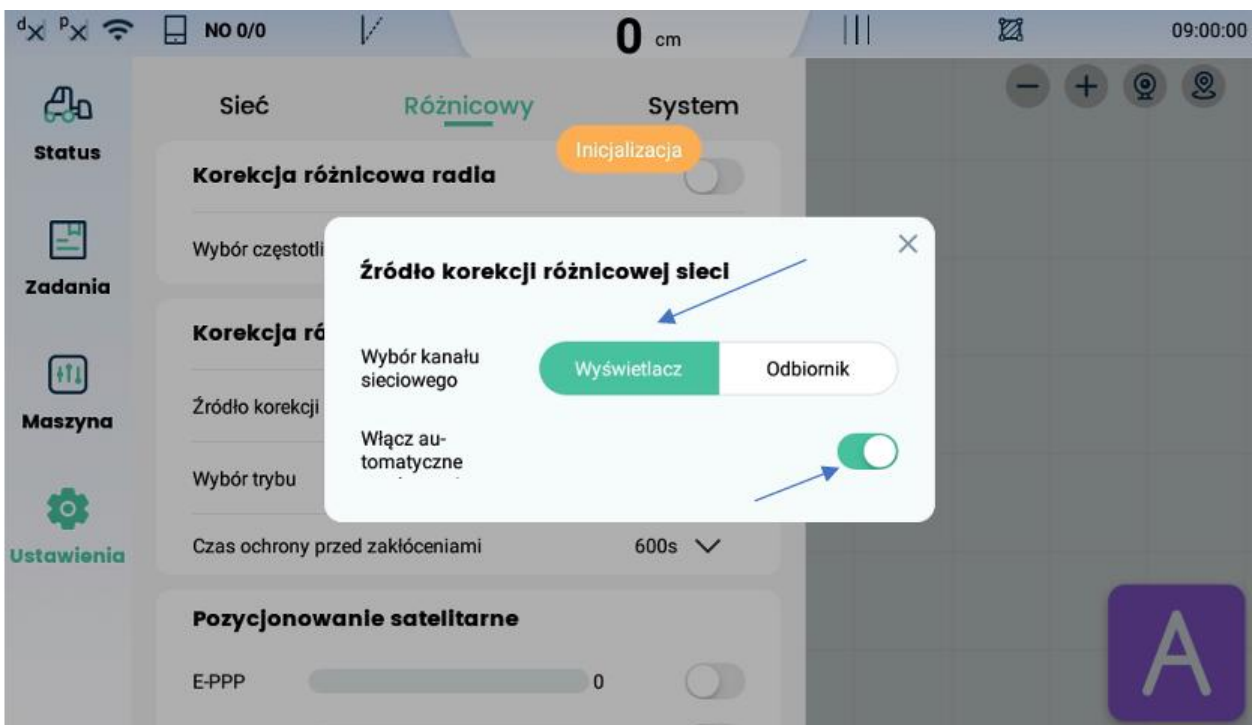 d P NO 0/0 0 cm 09:00:00
Status
Zadania
Maszyna
Ustawienia
Sieć Różnicowy System
Inicjalizacja
Korekcja różnicowa radia
Wybór częstotli
Korekcja ró
Źródło korekcji
Wybór trybu
Czas ochrony przed zakłóceniami 600s
Pozycjonowanie satelitarne
E-PPP 0
Źródło korekcji różnicowej sieci
Wybór kanału
sieciowego
Wyświetlacz Odbiornik
Włącz au-
tomatyczne
A